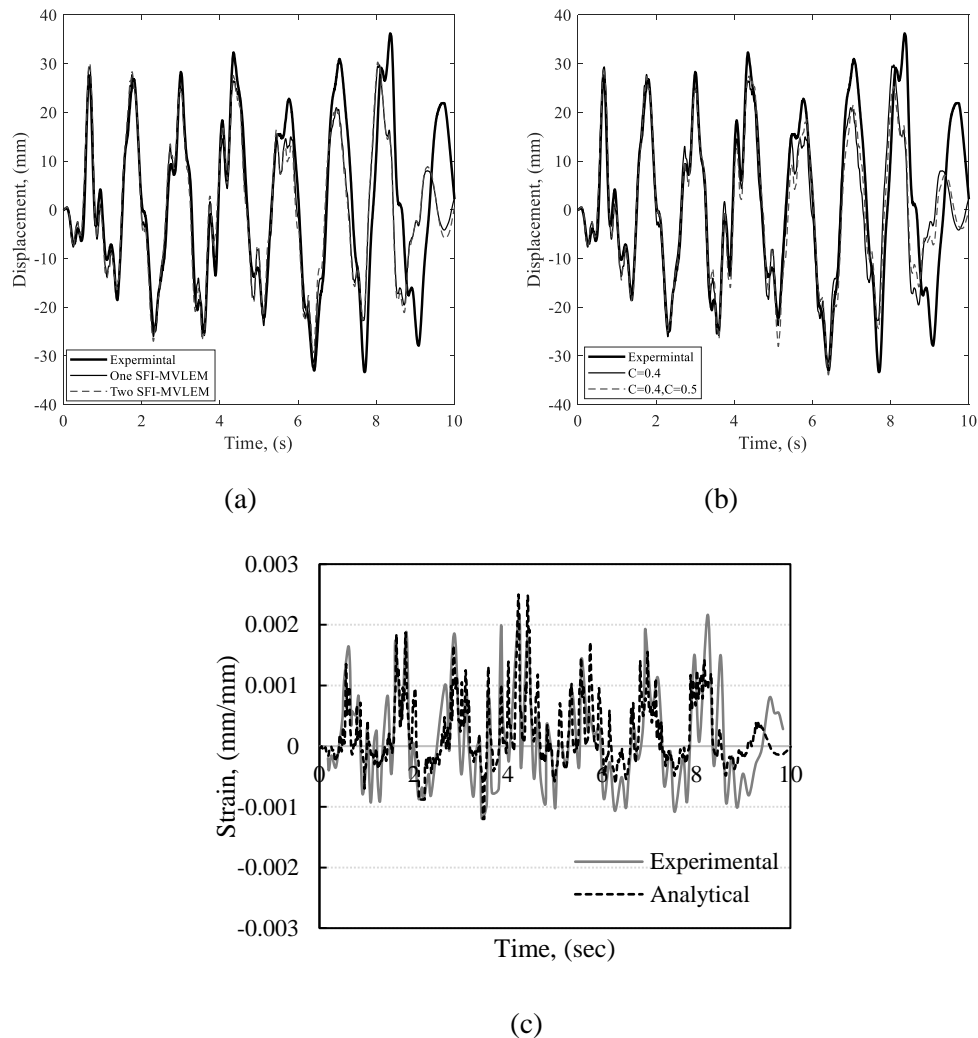 40
30
20
10
0
-10
-20
-30
-40
Displacement, (mm)
Expermintal
One SFI-MVLEM
Two SFI-MVLEM
0 2 4 6 8 10
Time, (s)
(a)
40
30
20
10
0
-10
-20
-30
-40
Displacement, (mm)
Expermintal
C=0.4
C=0.4,C=0.5
0 2 4 6 8 10
Time, (s)
(b)
0.003
0.002
0.001
0
-0.001
-0.002
-0.003
Strain, (mm/mm)
0 2 4 6 8 10
Experimental
Analytical
Time, (sec)
(c)